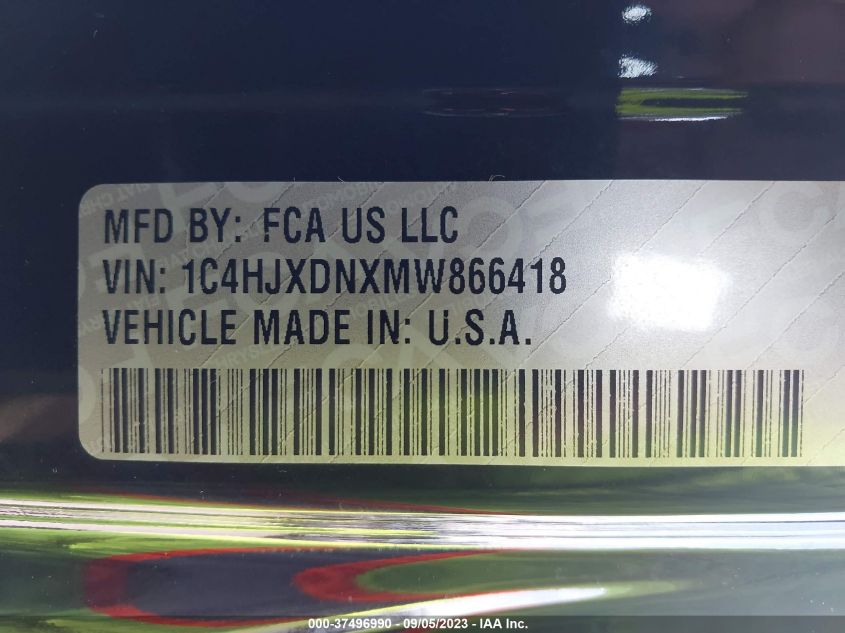 MFD BY: FCA US LLC
VIN: 1C4HJXDNXMW866418
VEHICLE MADE IN: U.S.A.
000-37496990 - 09/05/2023 - IAA Inc.